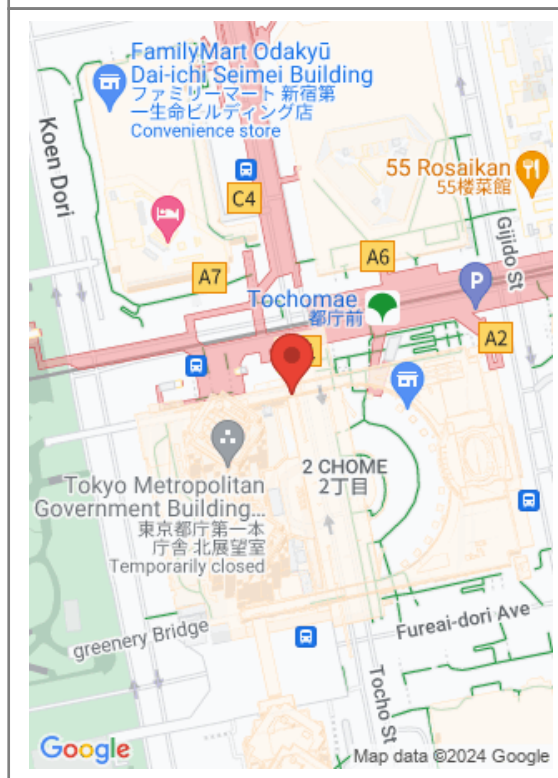 FamilyMart Odakyū
Dai-ichi Seimei Building
ファミリーマート 新宿第
一生命ビルディング店
Convenience store
Koen Dori
C4
55 Rosaikan
55楼菜館
Gijido St
A6
A7
P
Tochomae
都庁前
A2
2 CHOME
2丁目
Tokyo Metropolitan
Government Building...
東京都庁第一本
庁舎 北展望室
Temporarily closed
greenery Bridge
Fureai-dori Ave
Tocho St
Google
Map data ©2024 Google